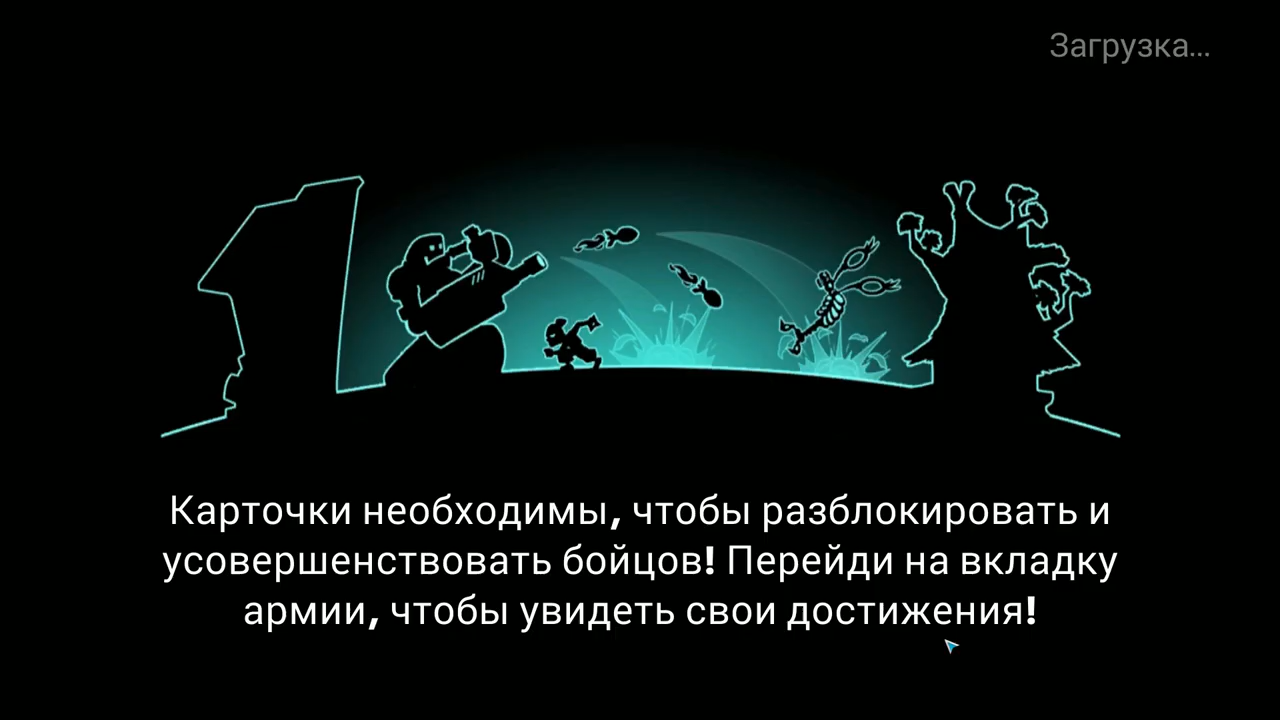 Загрузка...
Карточки необходимы, чтобы разблокировать и
усовершенствовать бойцов! Перейди на вкладку
армии, чтобы увидеть свои достижения!